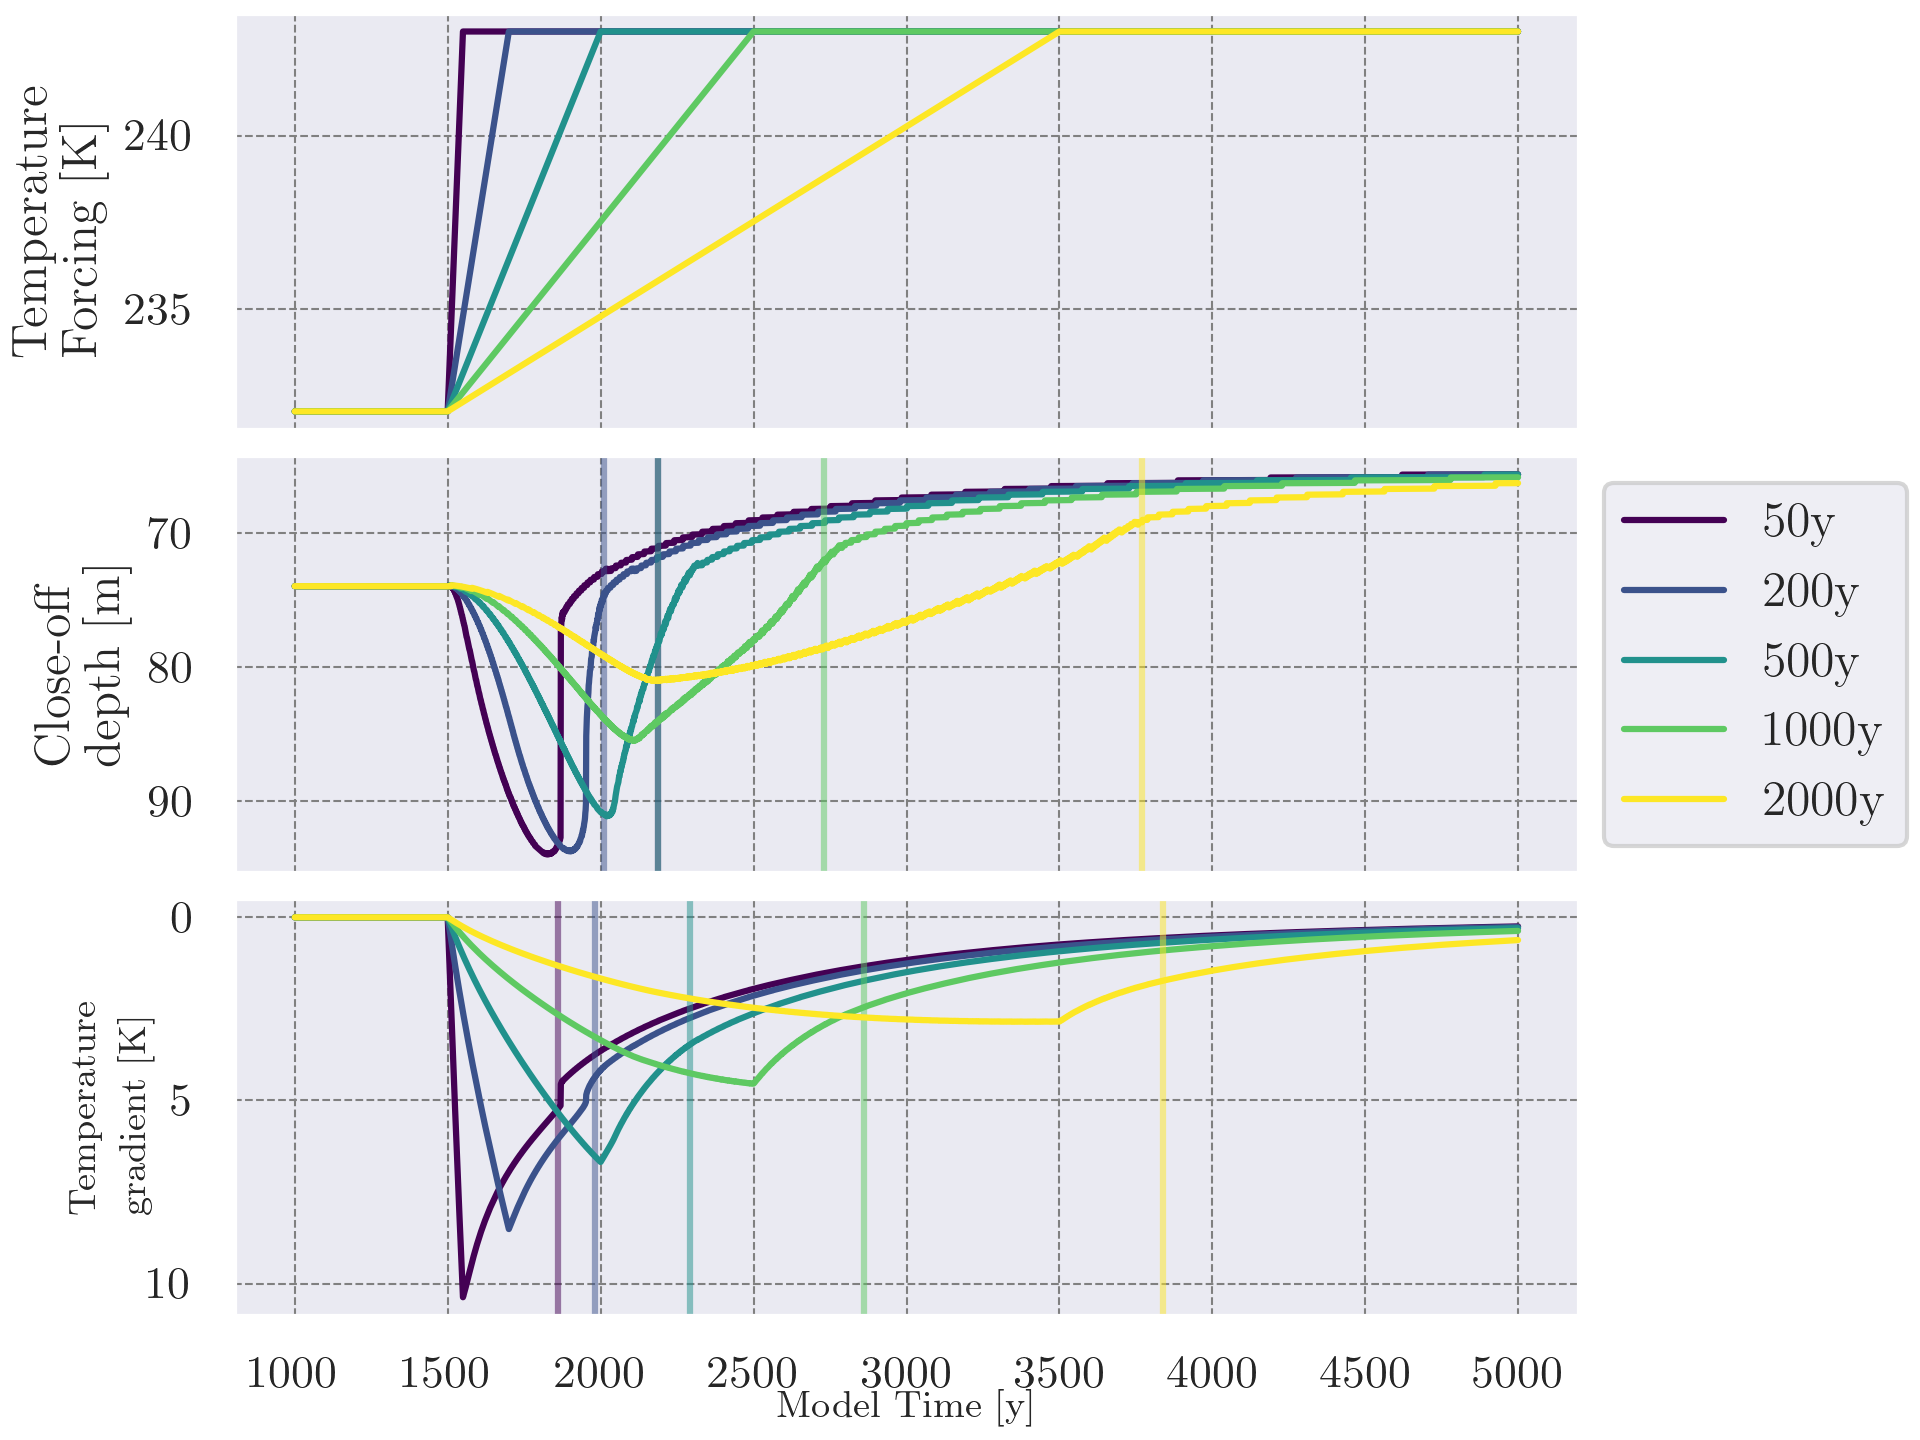 Temperature
Forcing [K]
240
235
Close-off
depth [m]
70
80
90
50y
200y
500y
1000y
2000y
Temperature
gradient [K]
0
5
10
1000 1500 2000 2500 3000 3500 4000 4500 5000
Model Time [y]